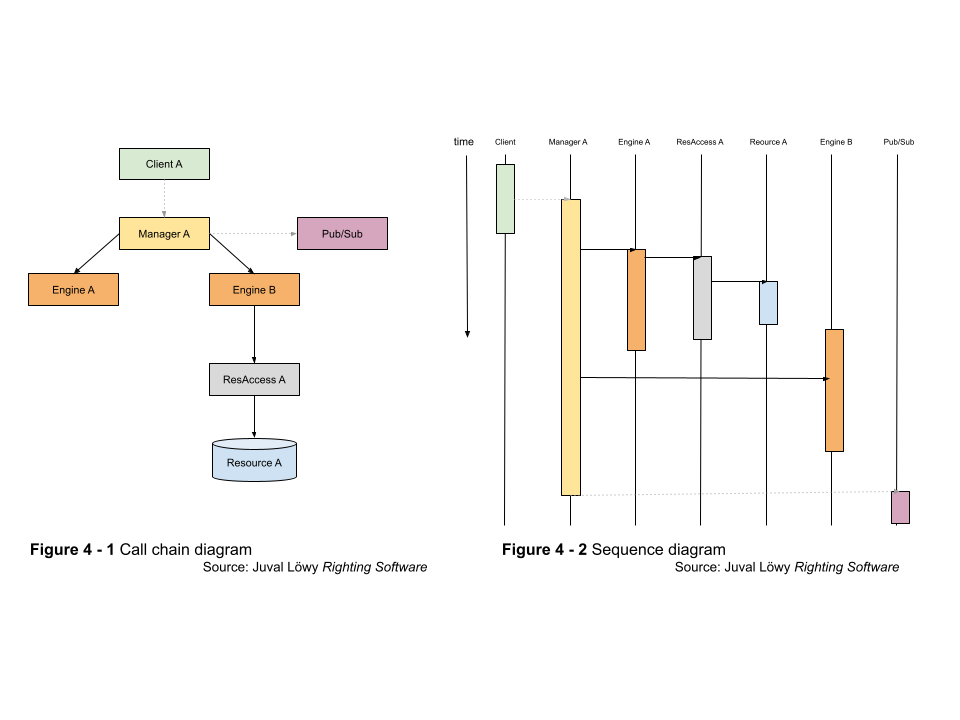 Client A
Manager A
Pub/Sub
Engine A
Engine B
ResAccess A
Resource A
Figure 4 - 1 Call chain diagram
Source: Juval Löwy Righting Software
time
Client
Manager A
Engine A
ResAccess A
Reource A
Engine B
Pub/Sub
Figure 4 - 2 Sequence diagram
Source: Juval Löwy Righting Software